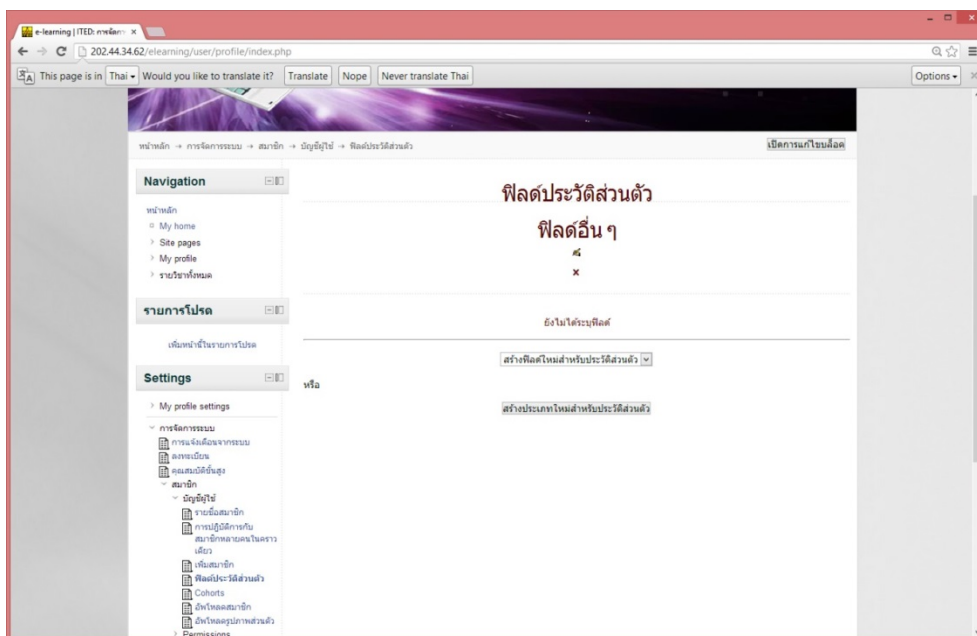 e-learning | ITED: การจัดกา
202.44.34.62/elearning/user/profile/index.php
This page is in Thai Would you like to translate it? Translate Nope Never translate Thai Options
หน้าหลัก → การจัดการระบบ → สมาชิก → บัญชีผู้ใช้ → ฟิลด์ประวัติส่วนตัว
เปิดการแก้ไขบล็อค
Navigation
หน้าหลัก
My home
Site pages
My profile
รายวิชาทั้งหมด
รายการโปรด
เพิ่มหน้านี้ในรายการโปรด
Settings
My profile settings
การจัดการระบบ
การแจ้งเตือนจากระบบ
ลงทะเบียน
คุณสมบัติขั้นสูง
สมาชิก
บัญชีผู้ใช้
รายชื่อสมาชิก
การปฏิบัติการกับ
สมาชิกหลายคนในคราว
เดียว
เพิ่มสมาชิก
ฟิลด์ประวัติส่วนตัว
Cohorts
อัพโหลดสมาชิก
อัพโหลดรูปภาพส่วนตัว
Permissions
ฟิลด์ประวัติส่วนตัว
ฟิลด์อื่น ๆ
ยังไม่ได้ระบุฟิลด์
สร้างฟิลด์ใหม่สำหรับประวัติส่วนตัว
หรือ
สร้างประเภทใหม่สำหรับประวัติส่วนตัว